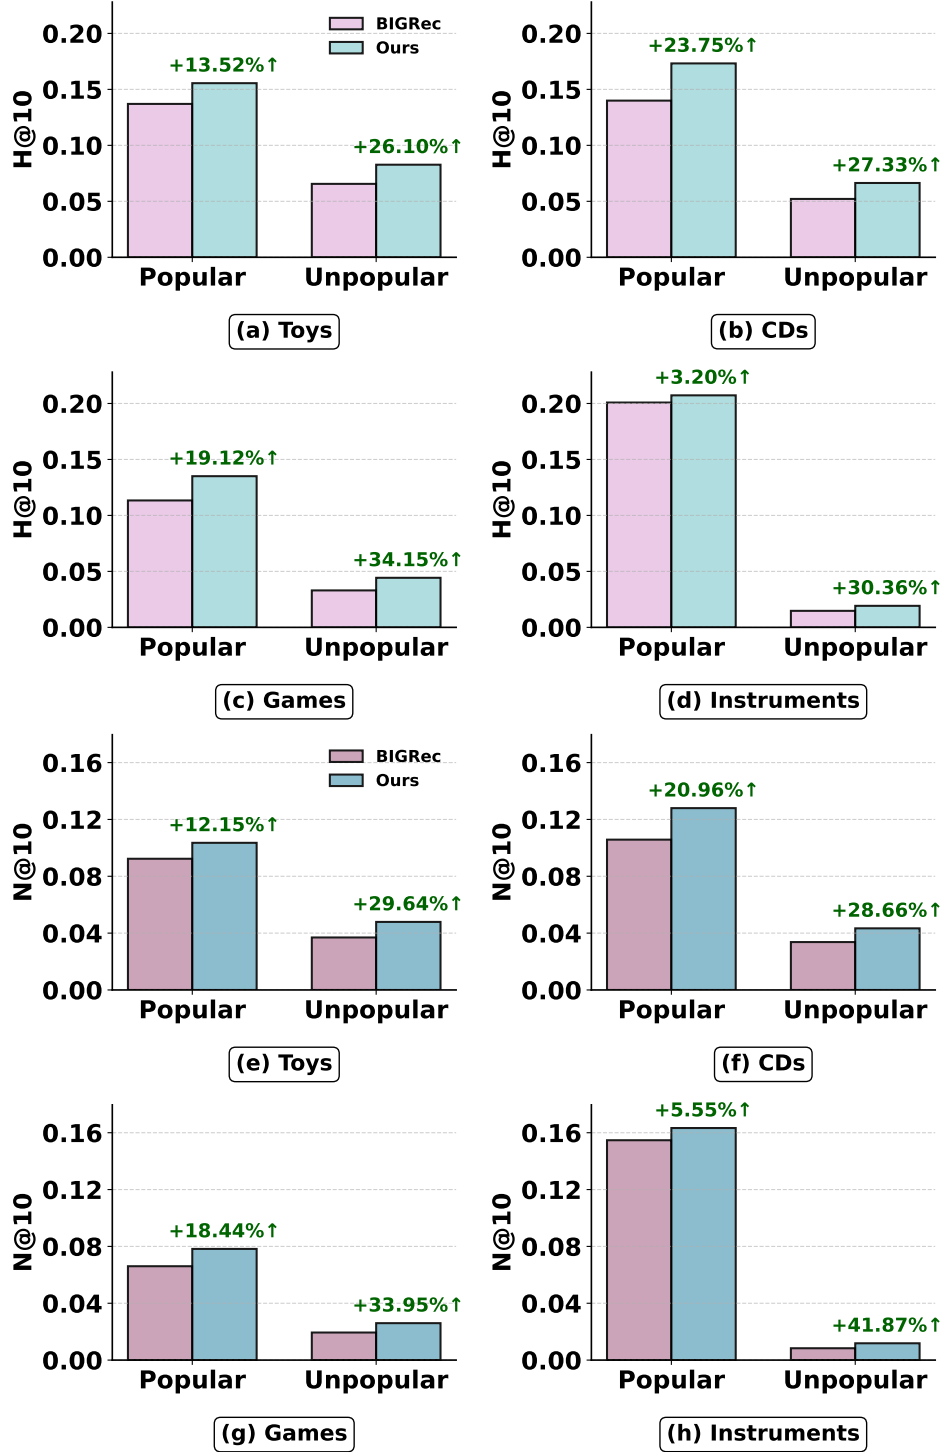 0.20
0.15
0.10
0.05
0.00
H@10
BIGRec
Ours
+13.52%↑
+26.10%↑
Popular
Unpopular
(a) Toys
0.20
0.15
0.10
0.05
0.00
H@10
+23.75%↑
+27.33%↑
Popular
Unpopular
(b) CDs
0.20
0.15
0.10
0.05
0.00
H@10
+19.12%↑
+34.15%↑
Popular
Unpopular
(c) Games
0.20
0.15
0.10
0.05
0.00
H@10
+3.20%↑
+30.36%↑
Popular
Unpopular
(d) Instruments
0.16
0.12
0.08
0.04
0.00
N@10
BIGRec
Ours
+12.15%↑
+29.64%↑
Popular
Unpopular
(e) Toys
0.16
0.12
0.08
0.04
0.00
N@10
+20.96%↑
+28.66%↑
Popular
Unpopular
(f) CDs
0.16
0.12
0.08
0.04
0.00
N@10
+18.44%↑
+33.95%↑
Popular
Unpopular
(g) Games
0.16
0.12
0.08
0.04
0.00
N@10
+5.55%↑
+41.87%↑
Popular
Unpopular
(h) Instruments